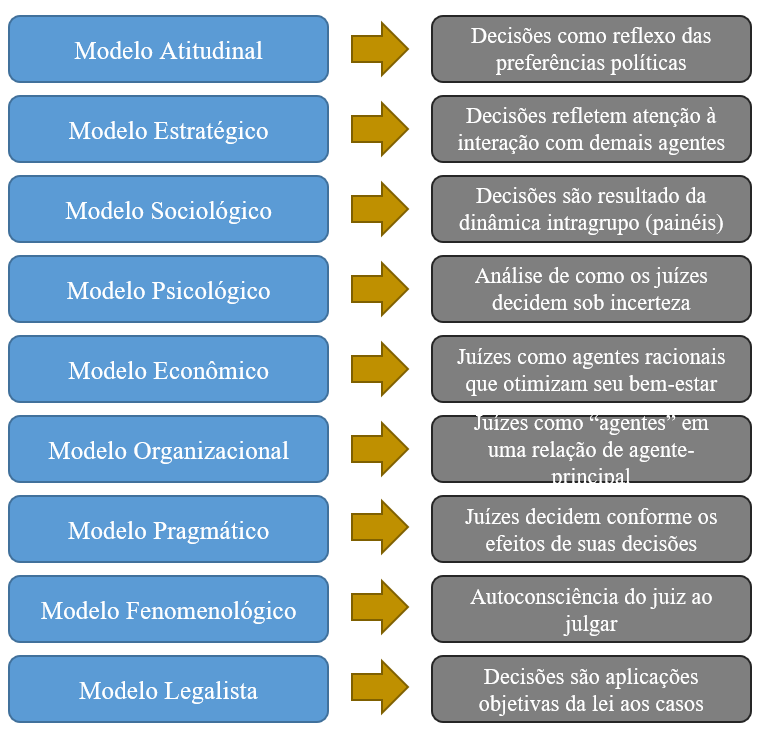 Modelo Atitudinal
Decisões como reflexo das
preferências políticas
Modelo Estratégico
Decisões refletem atenção à
interação com demais agentes
Modelo Sociológico
Decisões são resultado da
dinâmica intragrupo (painéis)
Modelo Psicológico
Análise de como os juízes
decidem sob incerteza
Modelo Econômico
Juízes como agentes racionais
que otimizam seu bem-estar
Modelo Organizacional
Juízes como “agentes” em
uma relação de agente-
principal
Modelo Pragmático
Juízes decidem conforme os
efeitos de suas decisões
Modelo Fenomenológico
Autoconsciência do juiz ao
julgar
Modelo Legalista
Decisões são aplicações
objetivas da lei aos casos